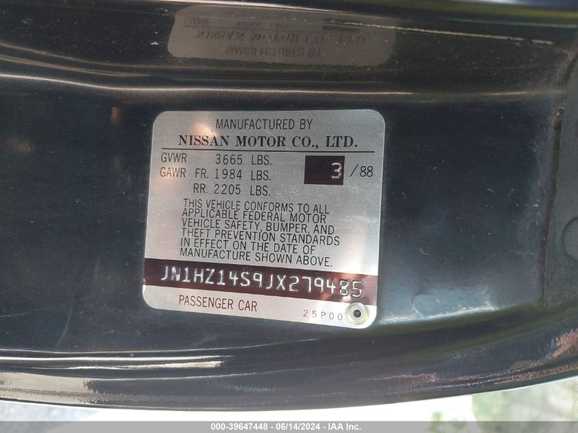 MANUFACTURED BY
NISSAN MOTOR CO., LTD.
GVWR 3665 LBS.
GAWR FR. 1984 LBS. 3/88
RR. 2205 LBS.
THIS VEHICLE CONFORMS TO ALL
APPLICABLE FEDERAL MOTOR
VEHICLE SAFETY, BUMPER, AND
THEFT PREVENTION STANDARDS
IN EFFECT ON THE DATE OF
MANUFACTURE SHOWN ABOVE.
JN1HZ14S9JX279485
PASSENGER CAR
25P00
000-39647448 - 06/14/2024 - IAA Inc.